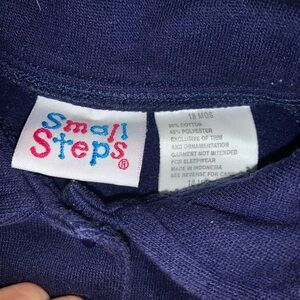 Small
Steps®
18 MOS
COTTON
POLYESTER
EXCLUSIVE OF TRIM
AND ORNAMENTATION
GARMENT NOT INTENDED
FOR SLEEPWEAR
MADE IN INDONESIA
SEE REVERSE FOR CARE